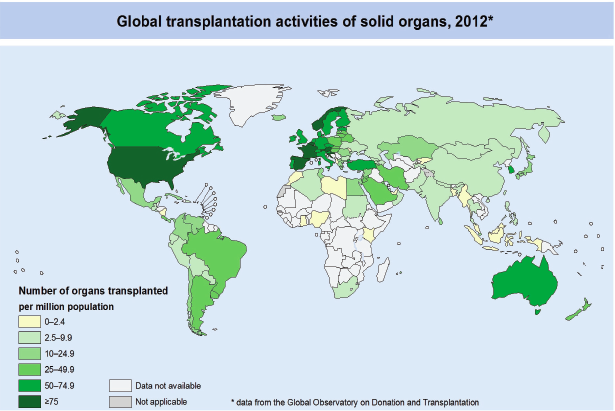 Global transplantation activities of solid organs, 2012*
Number of organs transplanted
per million population
0–2.4
2.5–9.9
10–24.9
25–49.9
50–74.9
≥75
Data not available
Not applicable
* data from the Global Observatory on Donation and Transplantation